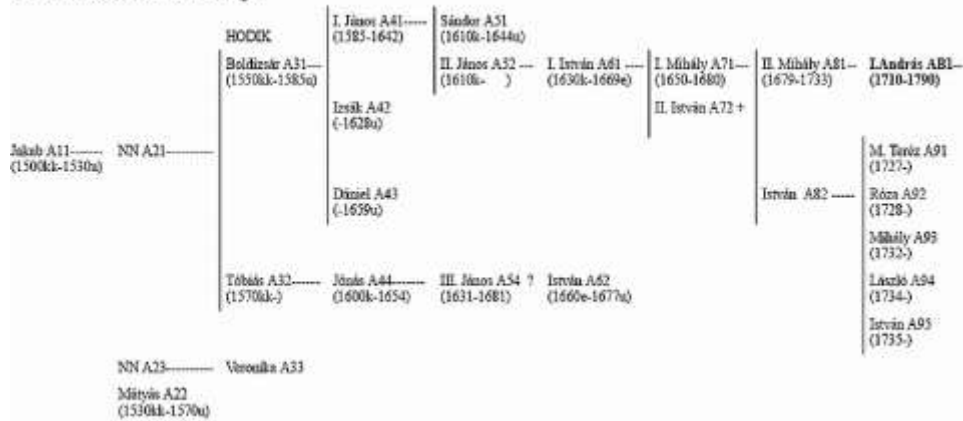 I. János A41----- Sándor A51
HODIK (1585-1642) (1610k-1644u)
Boldizsár A31--- II. János A52 --- I. István A61 ---- I. Mihály A71---- II. Mihály A81-- I.András AB1--
(1550kk-1585u) (1610k- ) (1630k-1669e) (1650-1680) (1679-1733) (1710-1790)
Izsák A42 II. István A72 +
(-1628u)
Jakab A11------- NN A21--------- M. Teréz A91
(1500kk-1530u) (1727-)
Dániel A43 István A82 ----- Róza A92
(-1659u) (1728-)
Mihály A93
(1732-)
Tóbiás A32------ Jónás A44------- III. János A54 ? István A62 László A94
(1570kk-) (1600k-1654) (1631-1681) (1660e-1677u) (1734-)
István A95
(1735-)
NN A23---------- Veronika A33
Mátyás A22
(1530kk-1570u)